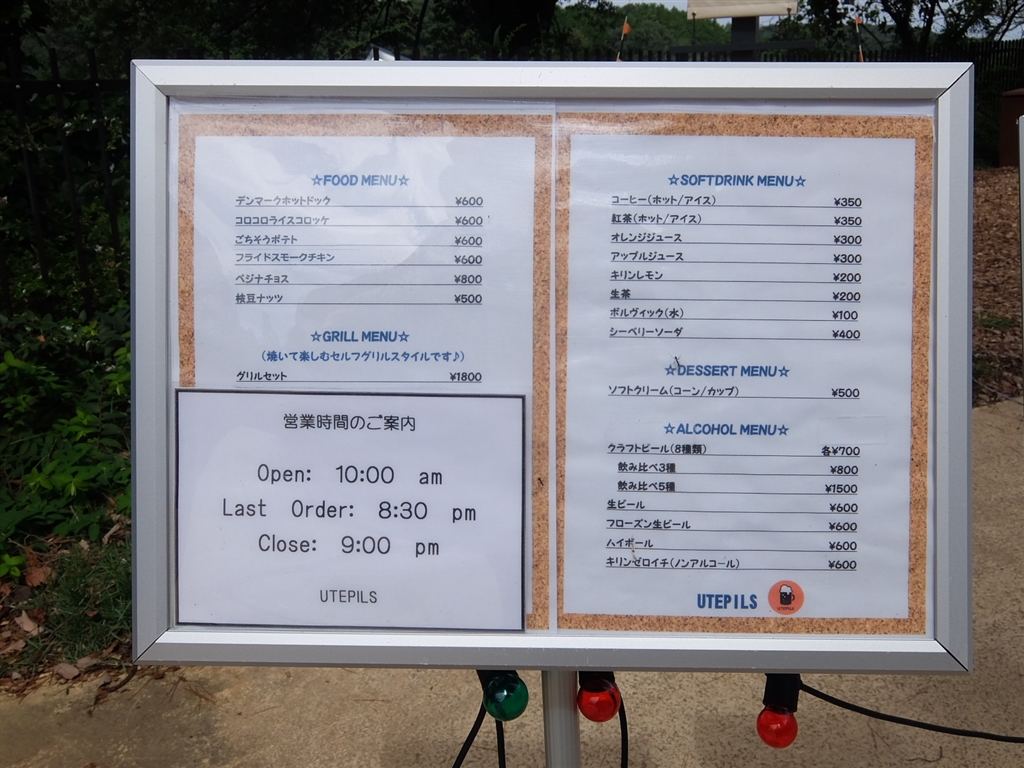 ☆FOOD MENU☆
デンマークホットドック ¥600
コロコロライスコロッケ ¥600
ごちそうポテト ¥600
フライドスモークチキン ¥600
ベジナチョス ¥800
枝豆ナッツ ¥500
☆GRILL MENU☆
(焼いて楽しむセルフグリルスタイルです♪)
グリルセット ¥1800
営業時間のご案内
Open: 10:00 am
Last Order: 8:30 pm
Close: 9:00 pm
UTEPILS
☆SOFTDRINK MENU☆
コーヒー(ホット/アイス) ¥350
紅茶(ホット/アイス) ¥350
オレンジジュース ¥300
アップルジュース ¥300
キリンレモン ¥200
生茶 ¥200
ボルヴィック(水) ¥100
シーベリーソーダ ¥400
☆DESSERT MENU☆
ソフトクリーム(コーン/カップ) ¥500
☆ALCOHOL MENU☆
クラフトビール(8種類) 各¥700
飲み比べ3種 ¥800
飲み比べ5種 ¥1500
生ビール ¥600
フローズン生ビール ¥600
ハイボール ¥600
キリンゼロイチ(ノンアルコール) ¥600
UTEPILS
UTEPILS